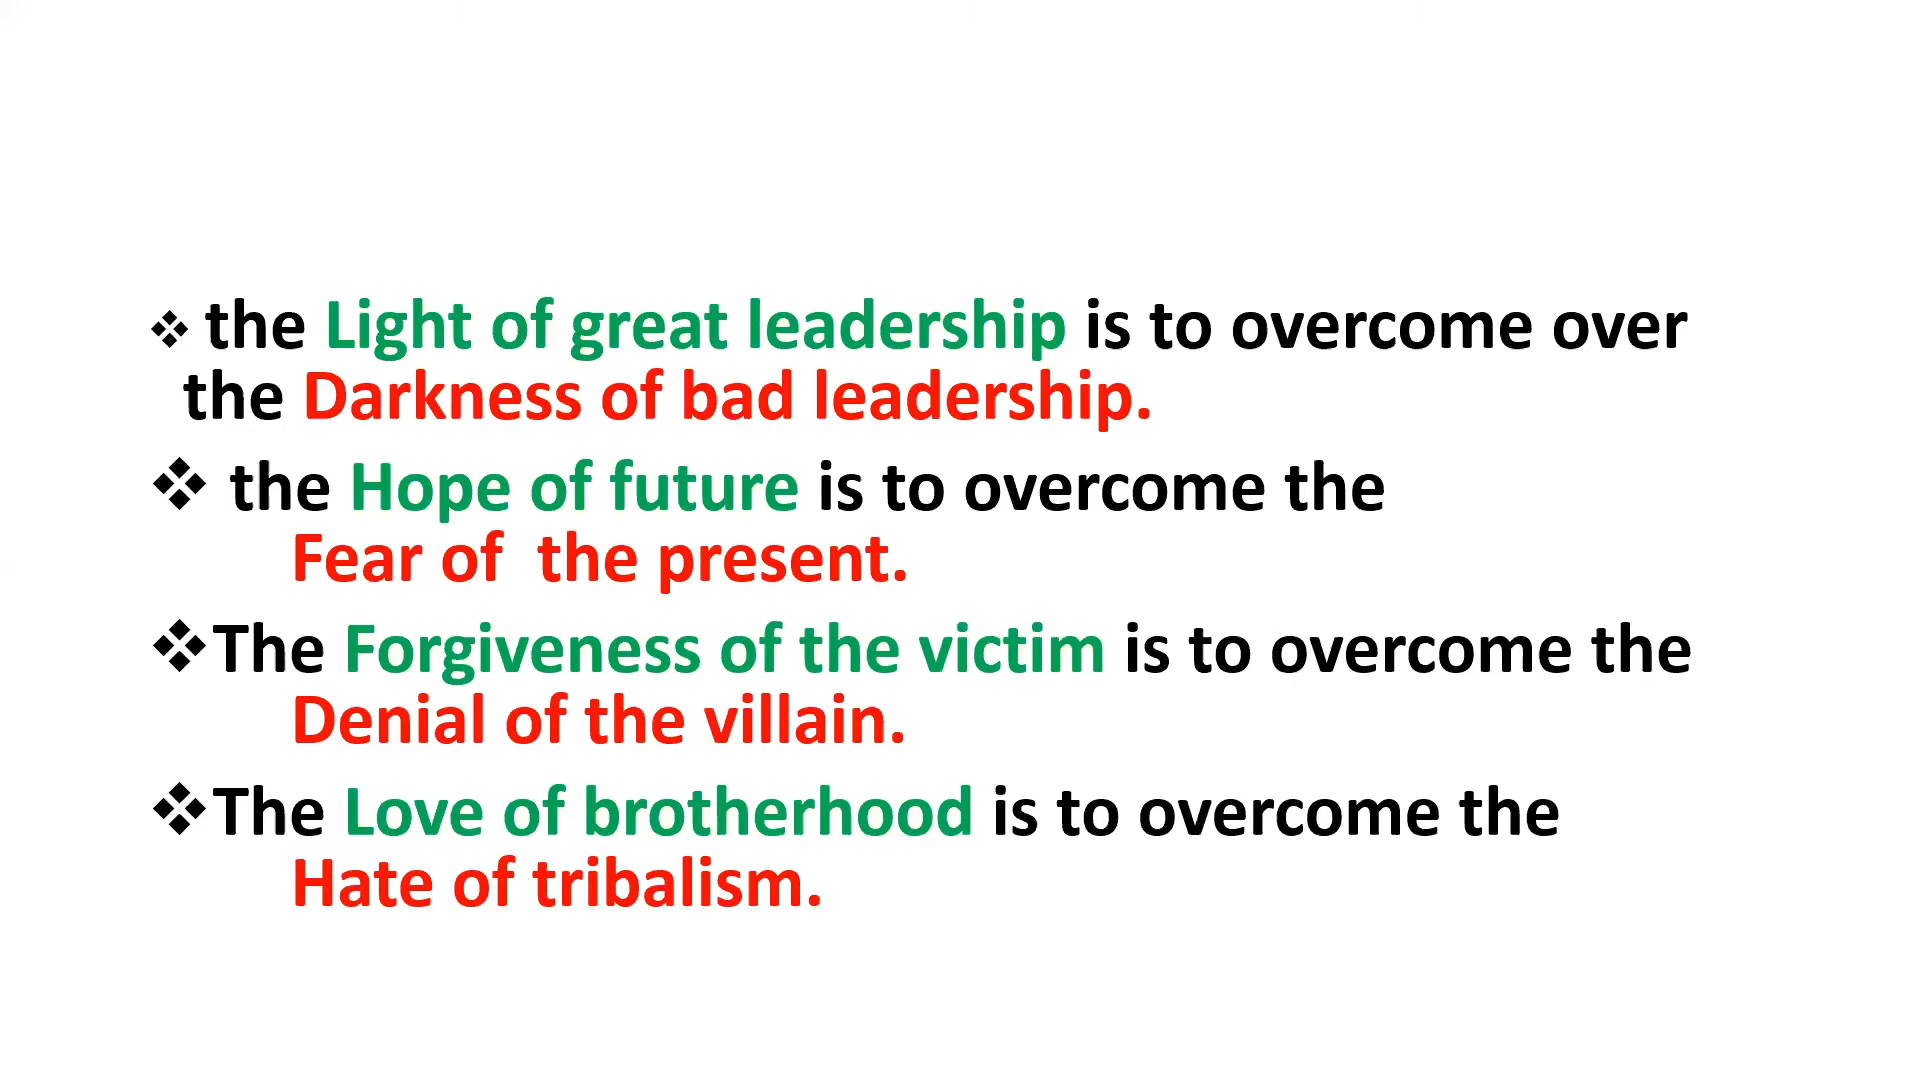 ❖ the Light of great leadership is to overcome over
the Darkness of bad leadership.
❖ the Hope of future is to overcome the
Fear of  the present.
❖The Forgiveness of the victim is to overcome the
Denial of the villain.
❖The Love of brotherhood is to overcome the
Hate of tribalism.